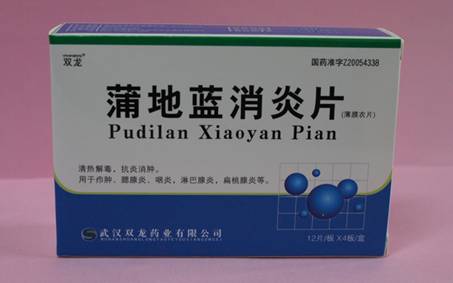 双龙
国药准字Z20054338
蒲地蓝消炎片
(薄膜衣片)
Pudilan Xiaoyan Pian
清热解毒，抗炎消肿。
用于疖肿、腮腺炎、咽炎，淋巴腺炎，扁桃腺炎等。
武汉双龙药业有限公司
12片/板 X4板/盒